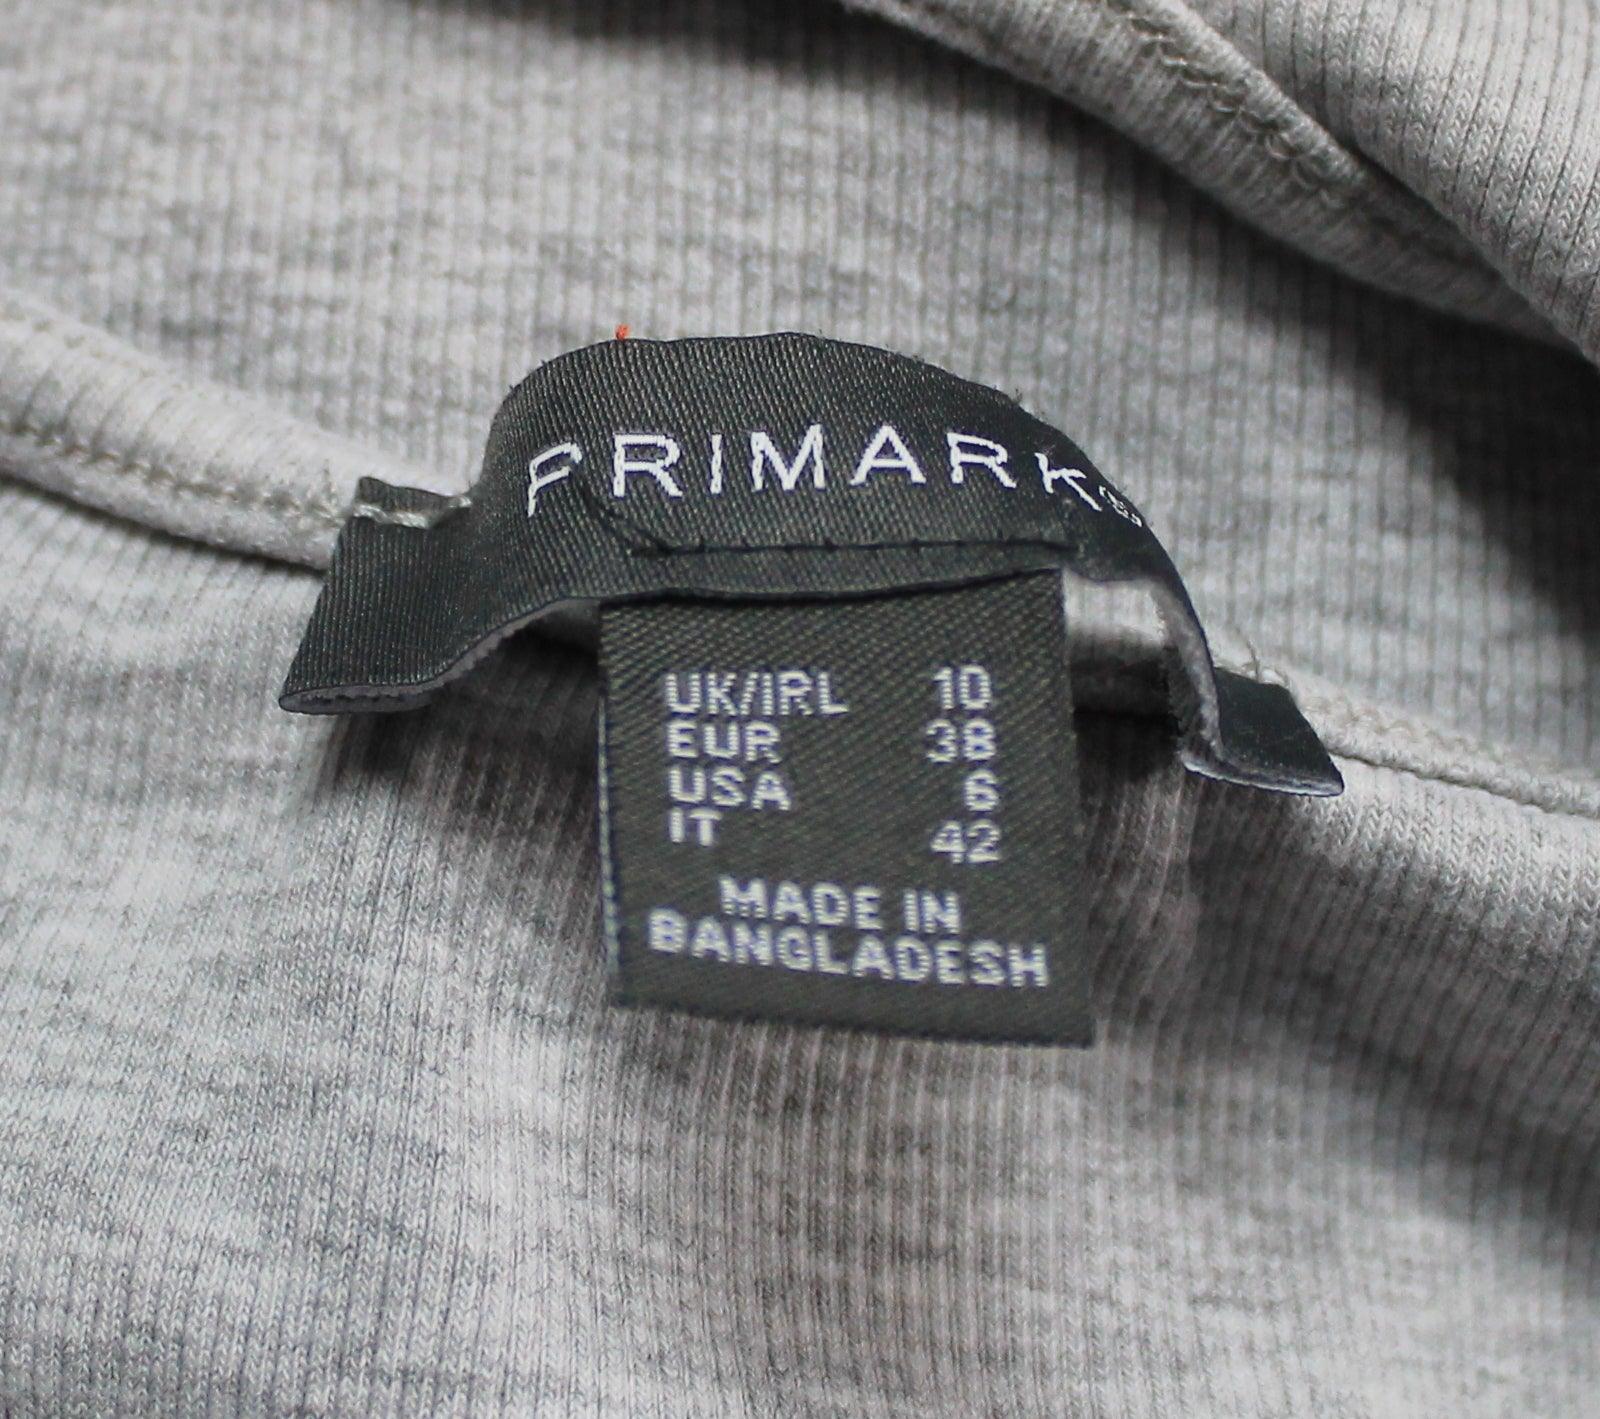 PRIMARK®
UK/IRL 10
EUR 38
USA 6
IT 42
MADE IN
BANGLADESH